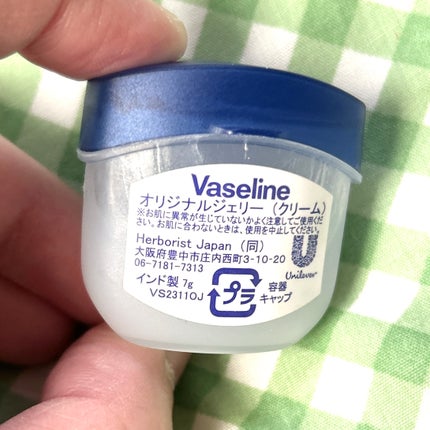 Vaseline
オリジナルジェリー（クリーム）
※お肌に異常が生じていないかよく注意してご使用くださ
い。お肌に合わないときは、使用を中止してください。
Herborist Japan（同）
大阪府豊中市庄内西町3-10-20
06-7181-7313
Unilever
インド製 7g
VS2311OJ
プラ
容器
キャップ